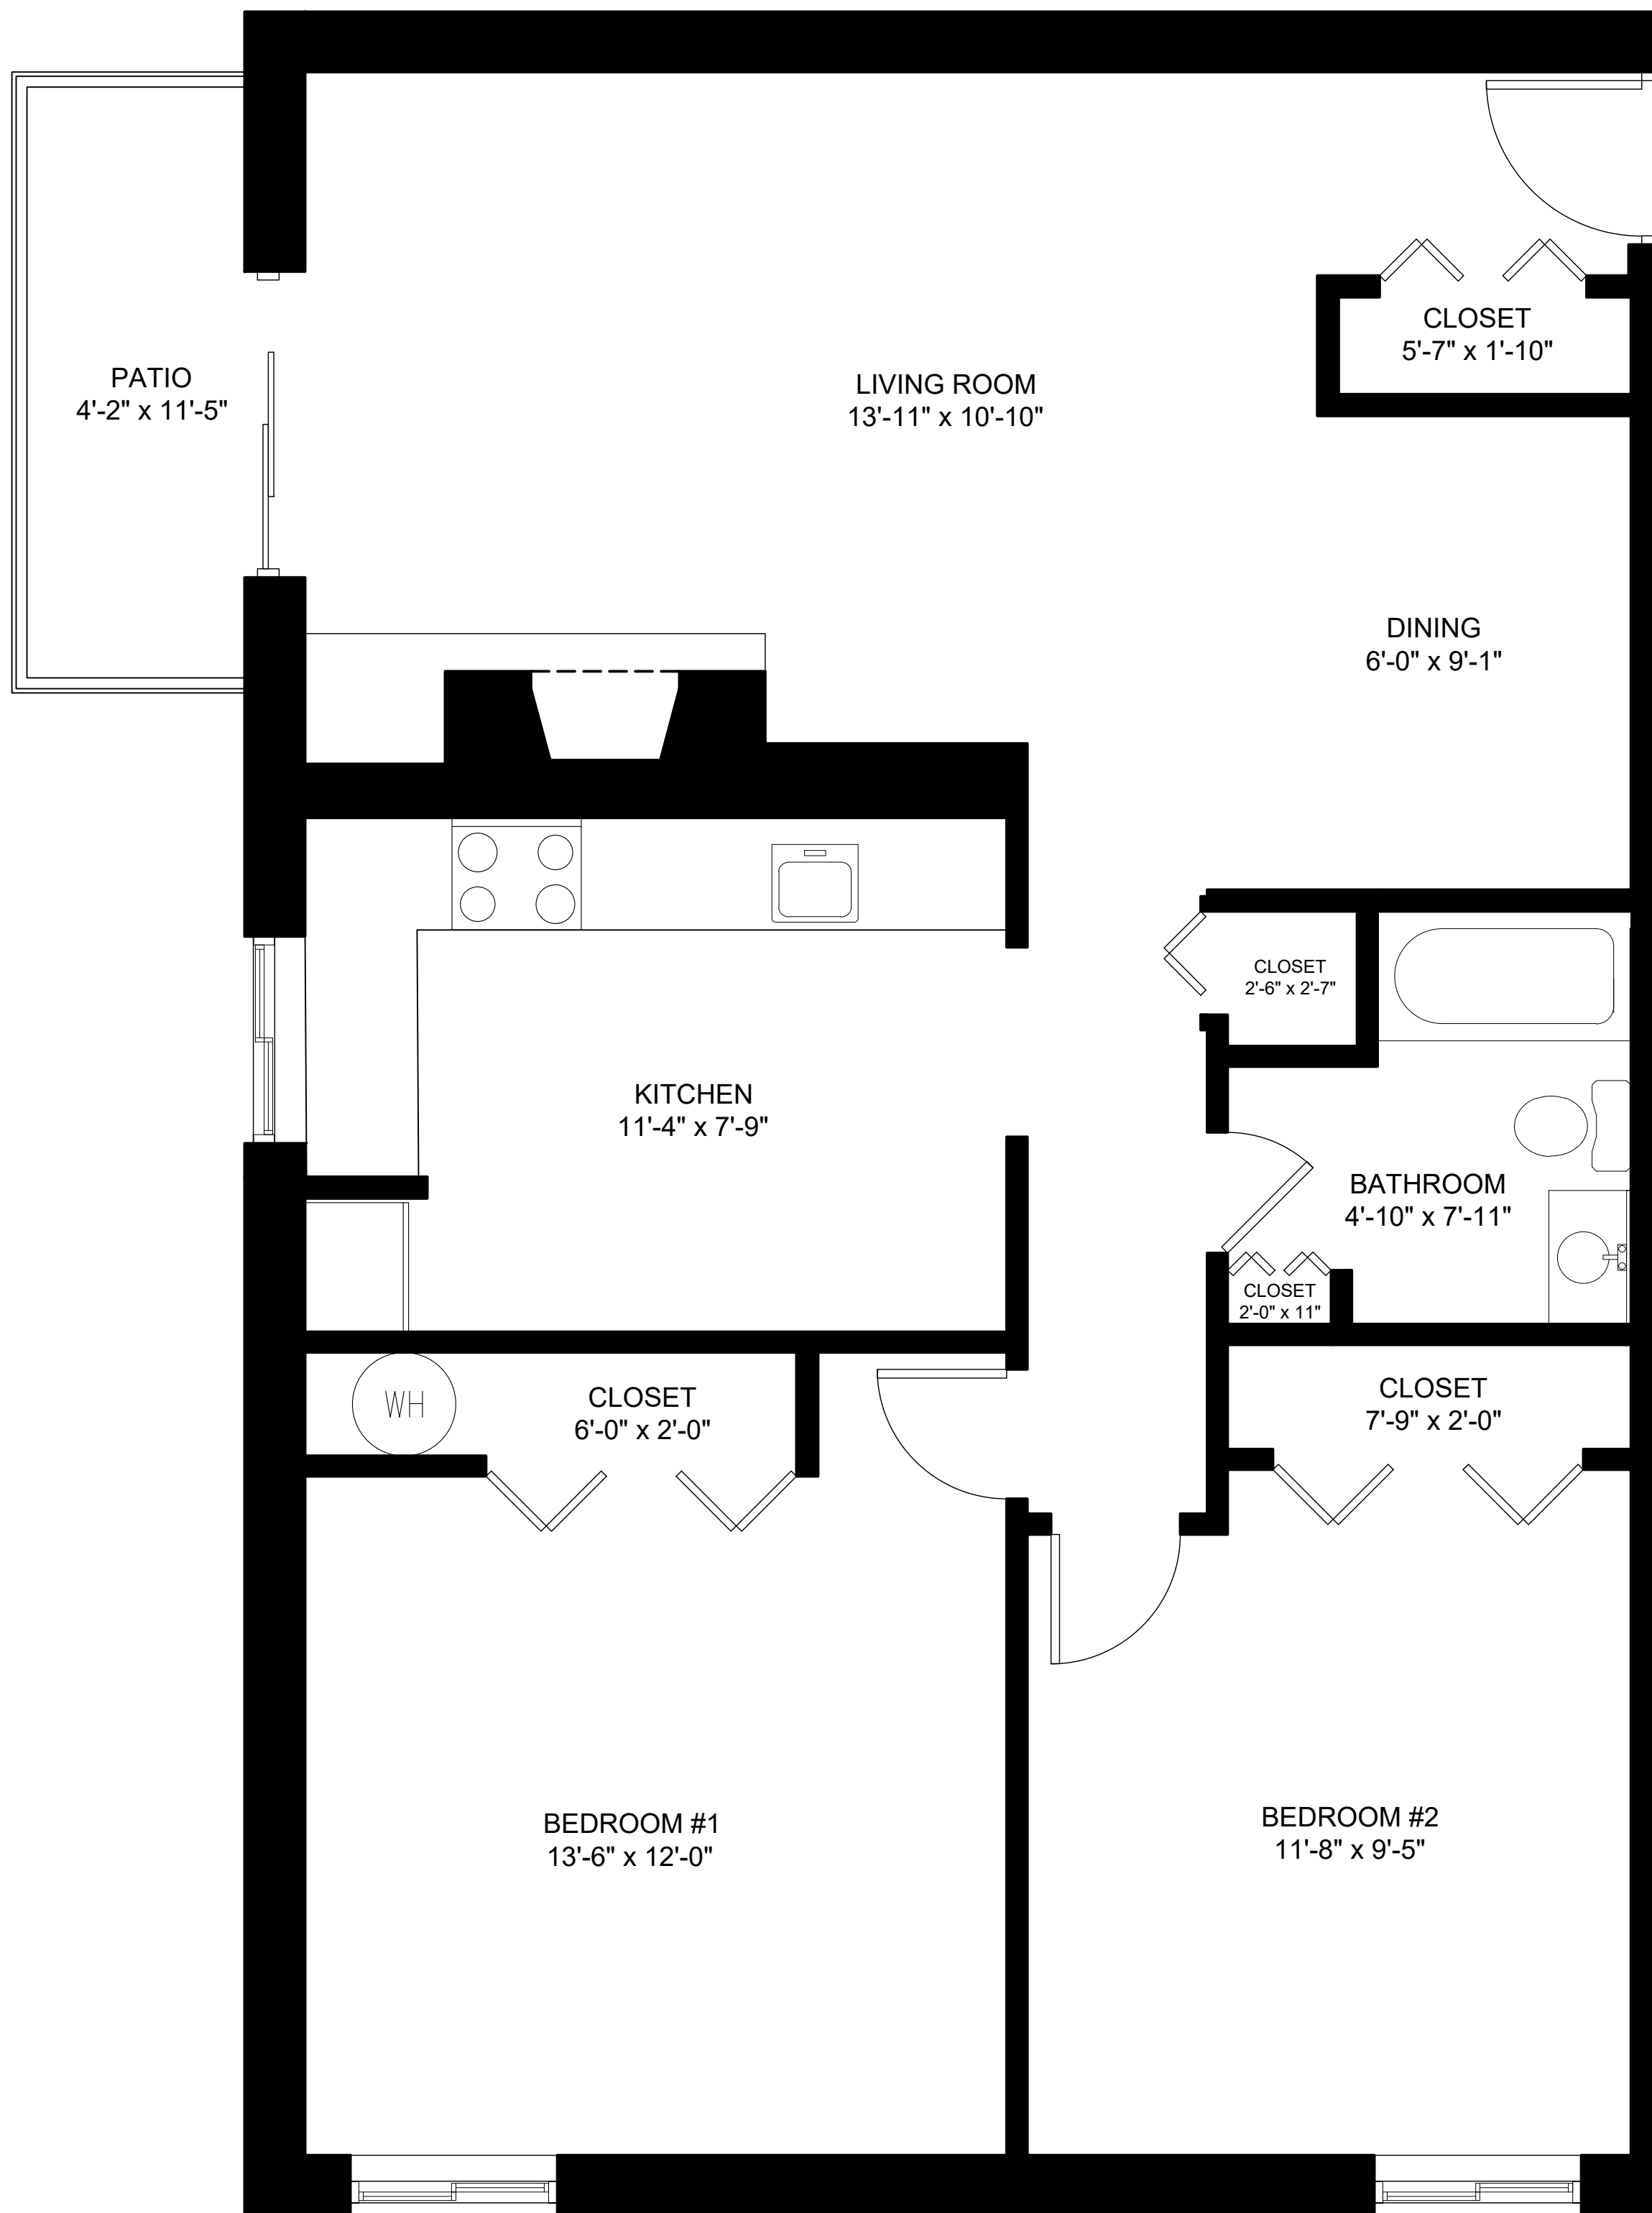 CLOSET
5'-7" x 1'-10"
PATIO
4'-2" x 11'-5"
LIVING ROOM
13'-11" x 10'-10"
DINING
6'-0" x 9'-1"
CLOSET
2'-6" x 2'-7"
KITCHEN
11'-4" x 7'-9"
BATHROOM
4'-10" x 7'-11"
CLOSET
2'-0" x 11"
WH
CLOSET
6'-0" x 2'-0"
CLOSET
7'-9" x 2'-0"
BEDROOM #1
13'-6" x 12'-0"
BEDROOM #2
11'-8" x 9'-5"